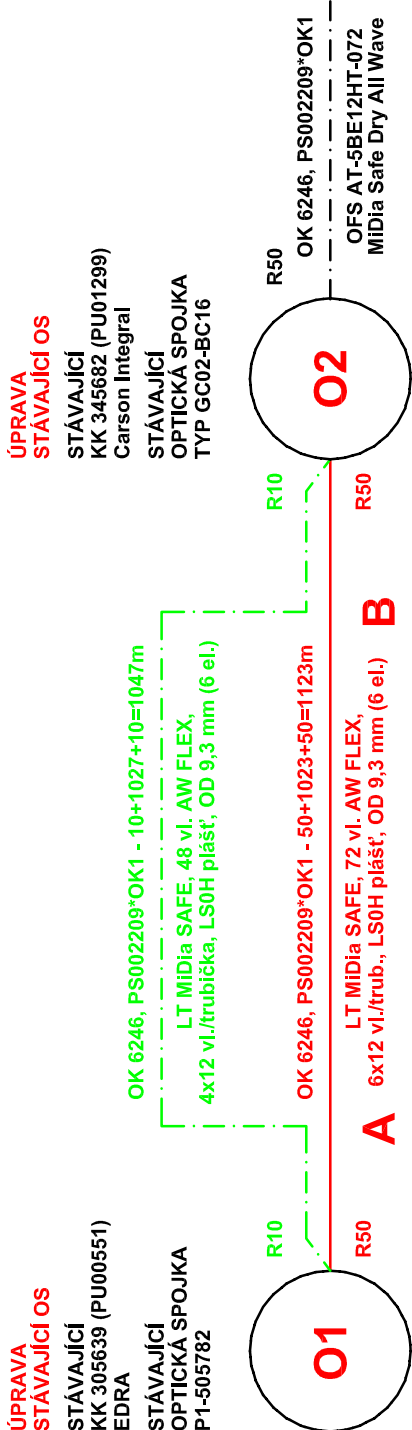 ÚPRAVA
STÁVAJÍCÍ OS
STÁVAJÍCÍ
KK 305639 (PU00551)
EDRA
STÁVAJÍCÍ
OPTICKÁ SPOJKA
P1-505782
O1
R10
R50
OK 6246, PS002209*OK1 - 10+1027+10=1047m
LT MiDia SAFE, 48 vl. AW FLEX,
4x12 vl./trubička, LS0H plášť, OD 9,3 mm (6 el.)
OK 6246, PS002209*OK1 - 50+1023+50=1123m
LT MiDia SAFE, 72 vl. AW FLEX,
6x12 vl./trub., LS0H plášť, OD 9,3 mm (6 el.)
A
B
ÚPRAVA
STÁVAJÍCÍ OS
STÁVAJÍCÍ
KK 345682 (PU01299)
Carson Integral
STÁVAJÍCÍ
OPTICKÁ SPOJKA
TYP GC02-BC16
R10
R50
O2
R50
OK 6246, PS002209*OK1
OFS AT-5BE12HT-072
MiDia Safe Dry All Wave